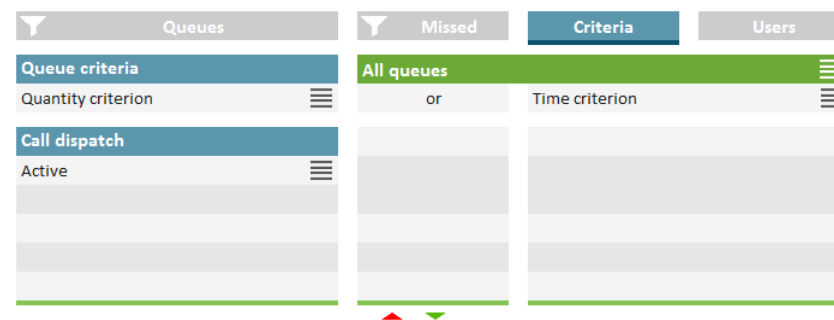 Queues Missed Criteria Users
Queue criteria All queues
Quantity criterion or Time criterion
Call dispatch
Active